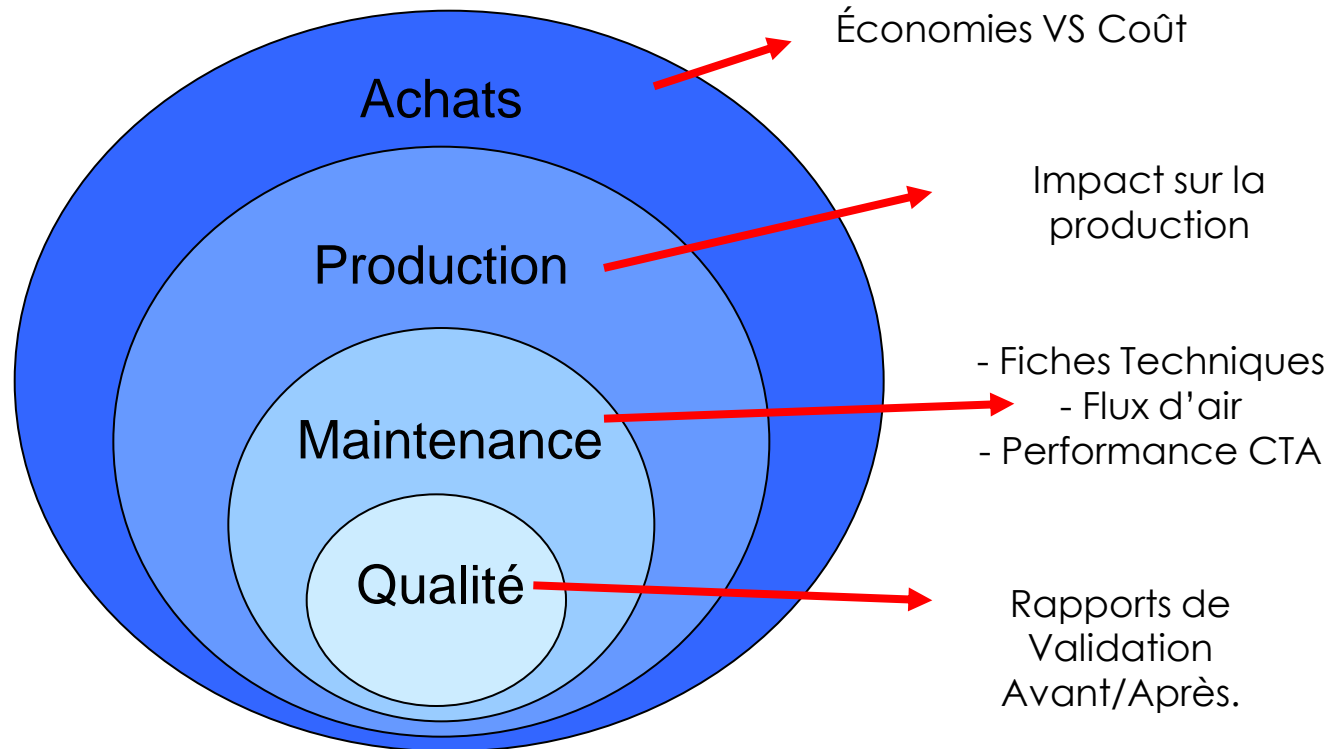 Économies VS Coût
Achats
Impact sur la
production
Production
- Fiches Techniques
- Flux d’air
- Performance CTA
Maintenance
Qualité
Rapports de
Validation
Avant/Après.